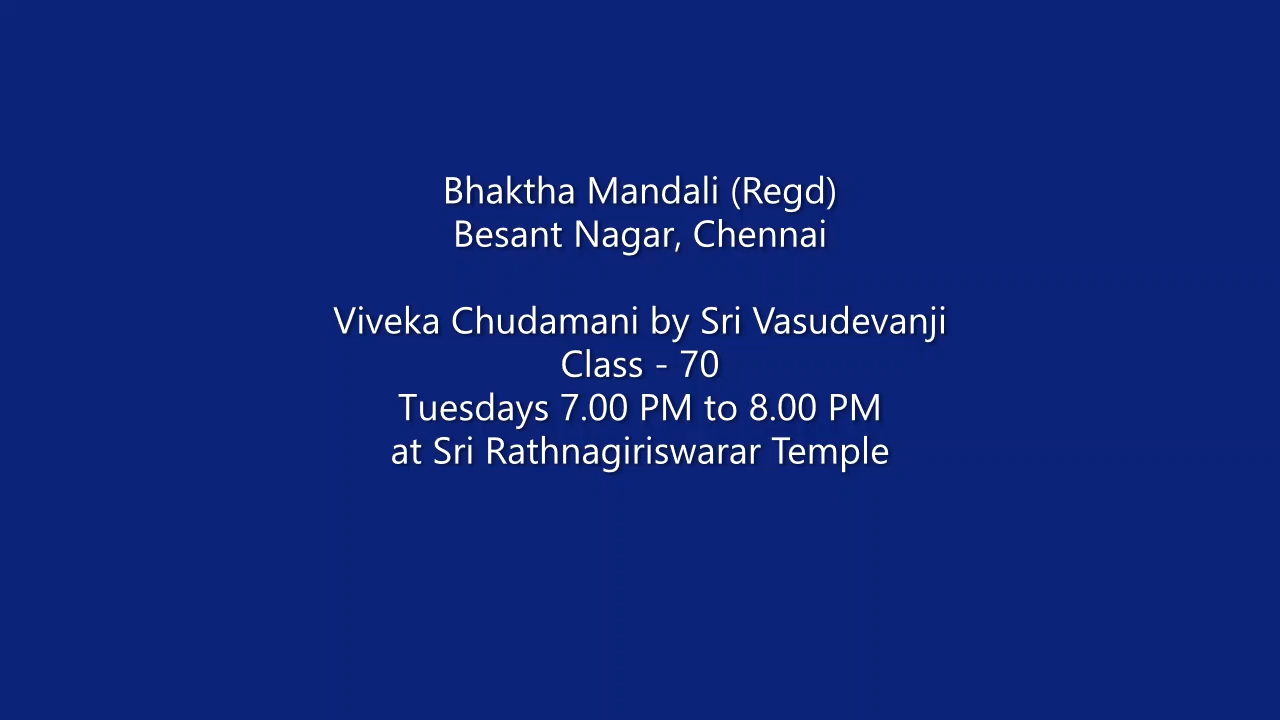 Bhaktha Mandali (Regd)
Besant Nagar, Chennai
Viveka Chudamani by Sri Vasudevanji
Class - 70
Tuesdays 7.00 PM to 8.00 PM
at Sri Rathnagiriswarar Temple